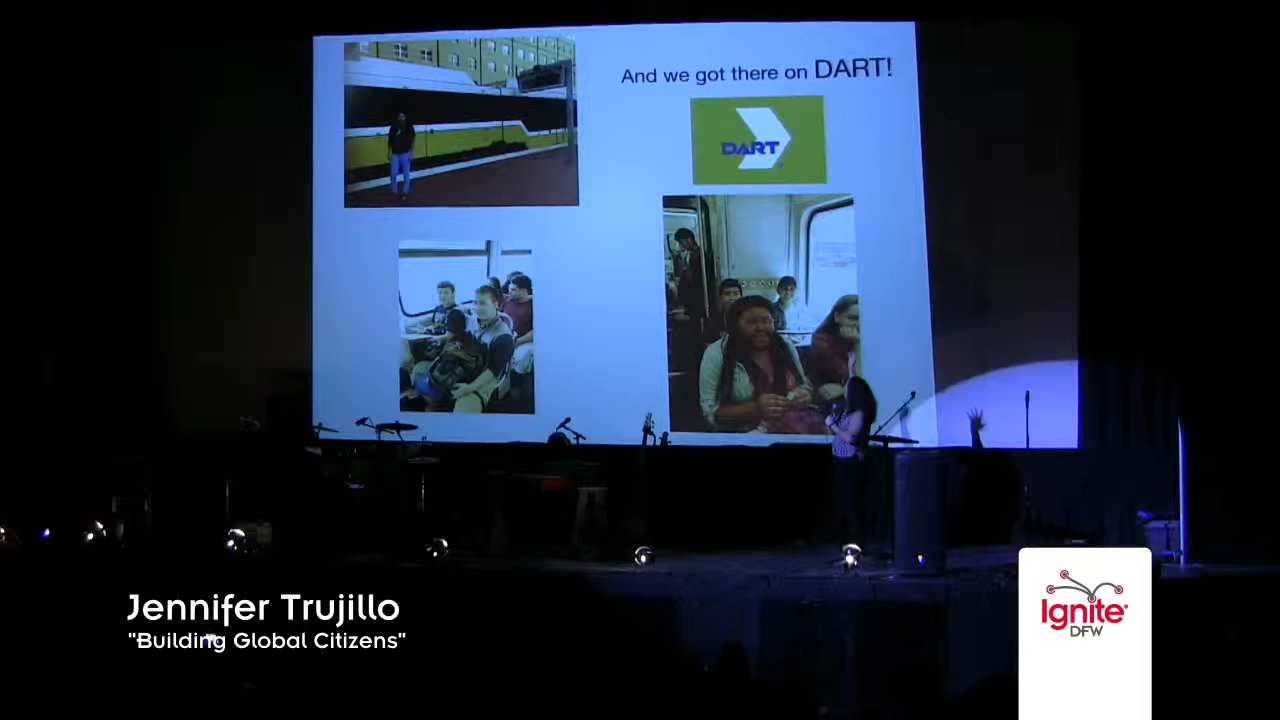 And we got there on DART!
DART
Jennifer Trujillo
"Building Global Citizens"
Ignite
DFW